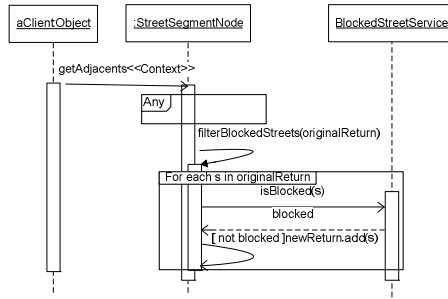 aClientObject
:StreetSegmentNode
BlockedStreetService
getAdjacents<<Context>>
Any
filterBlockedStreets(originalReturn)
For each s in originalReturn
isBlocked(s)
blocked
[ not blocked ]newReturn.add(s)